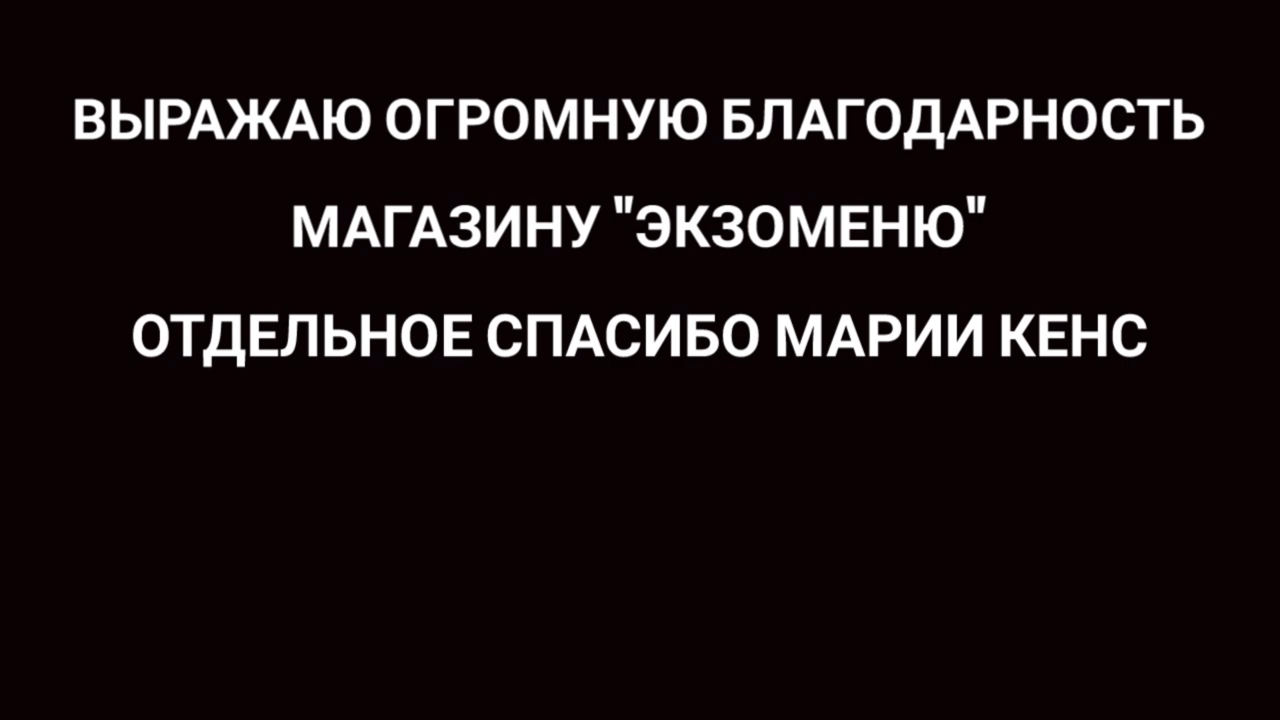 ВЫРАЖАЮ ОГРОМНУЮ БЛАГОДАРНОСТЬ
МАГАЗИНУ "ЭКЗОМЕНЮ"
ОТДЕЛЬНОЕ СПАСИБО МАРИИ КЕНС